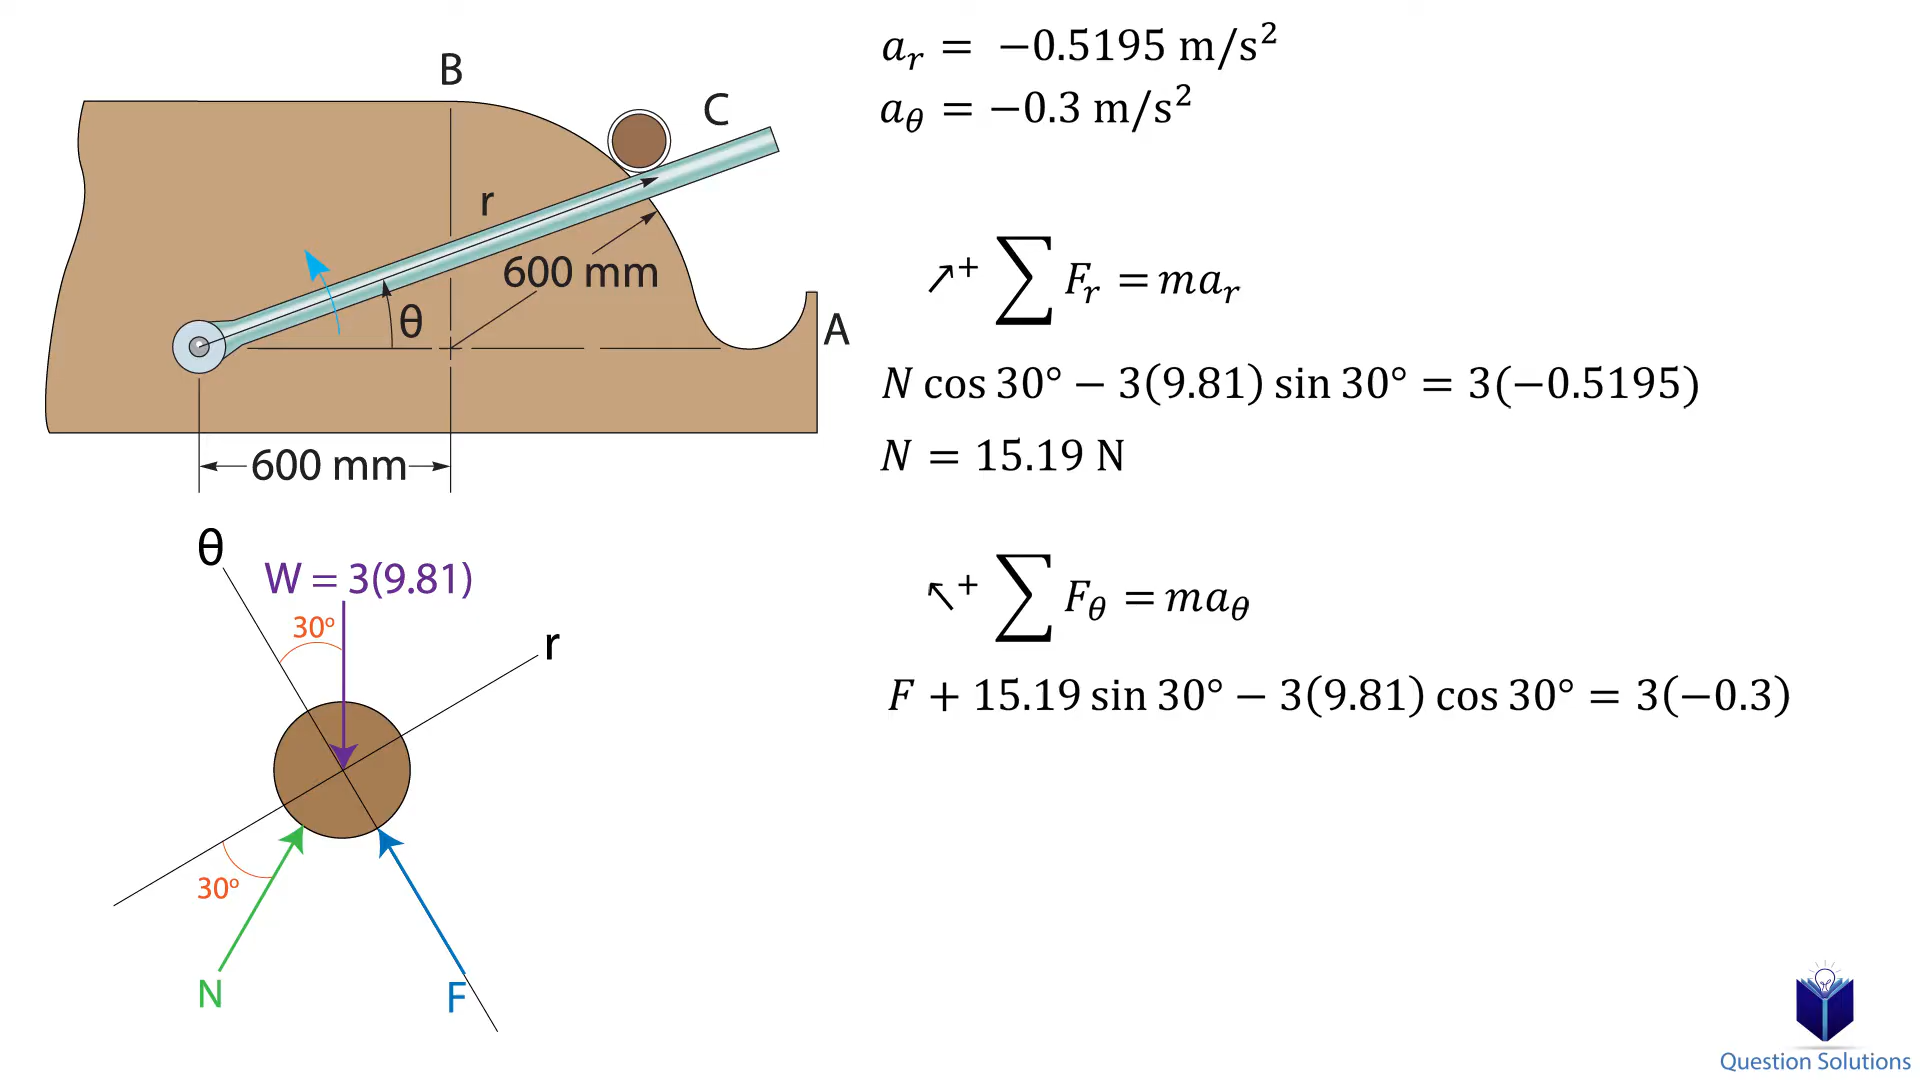 B
C
r
600 mm
θ
A
600 mm
θ
W = 3(9.81)
30º
r
30º
N
F
a_r = −0.5195 m/s²
a_θ = −0.3 m/s²
↗+ ∑ F_r = ma_r
N cos 30° − 3(9.81) sin 30° = 3(−0.5195)
N = 15.19 N
↖+ ∑ F_θ = ma_θ
F + 15.19 sin 30° − 3(9.81) cos 30° = 3(−0.3)
Question Solutions